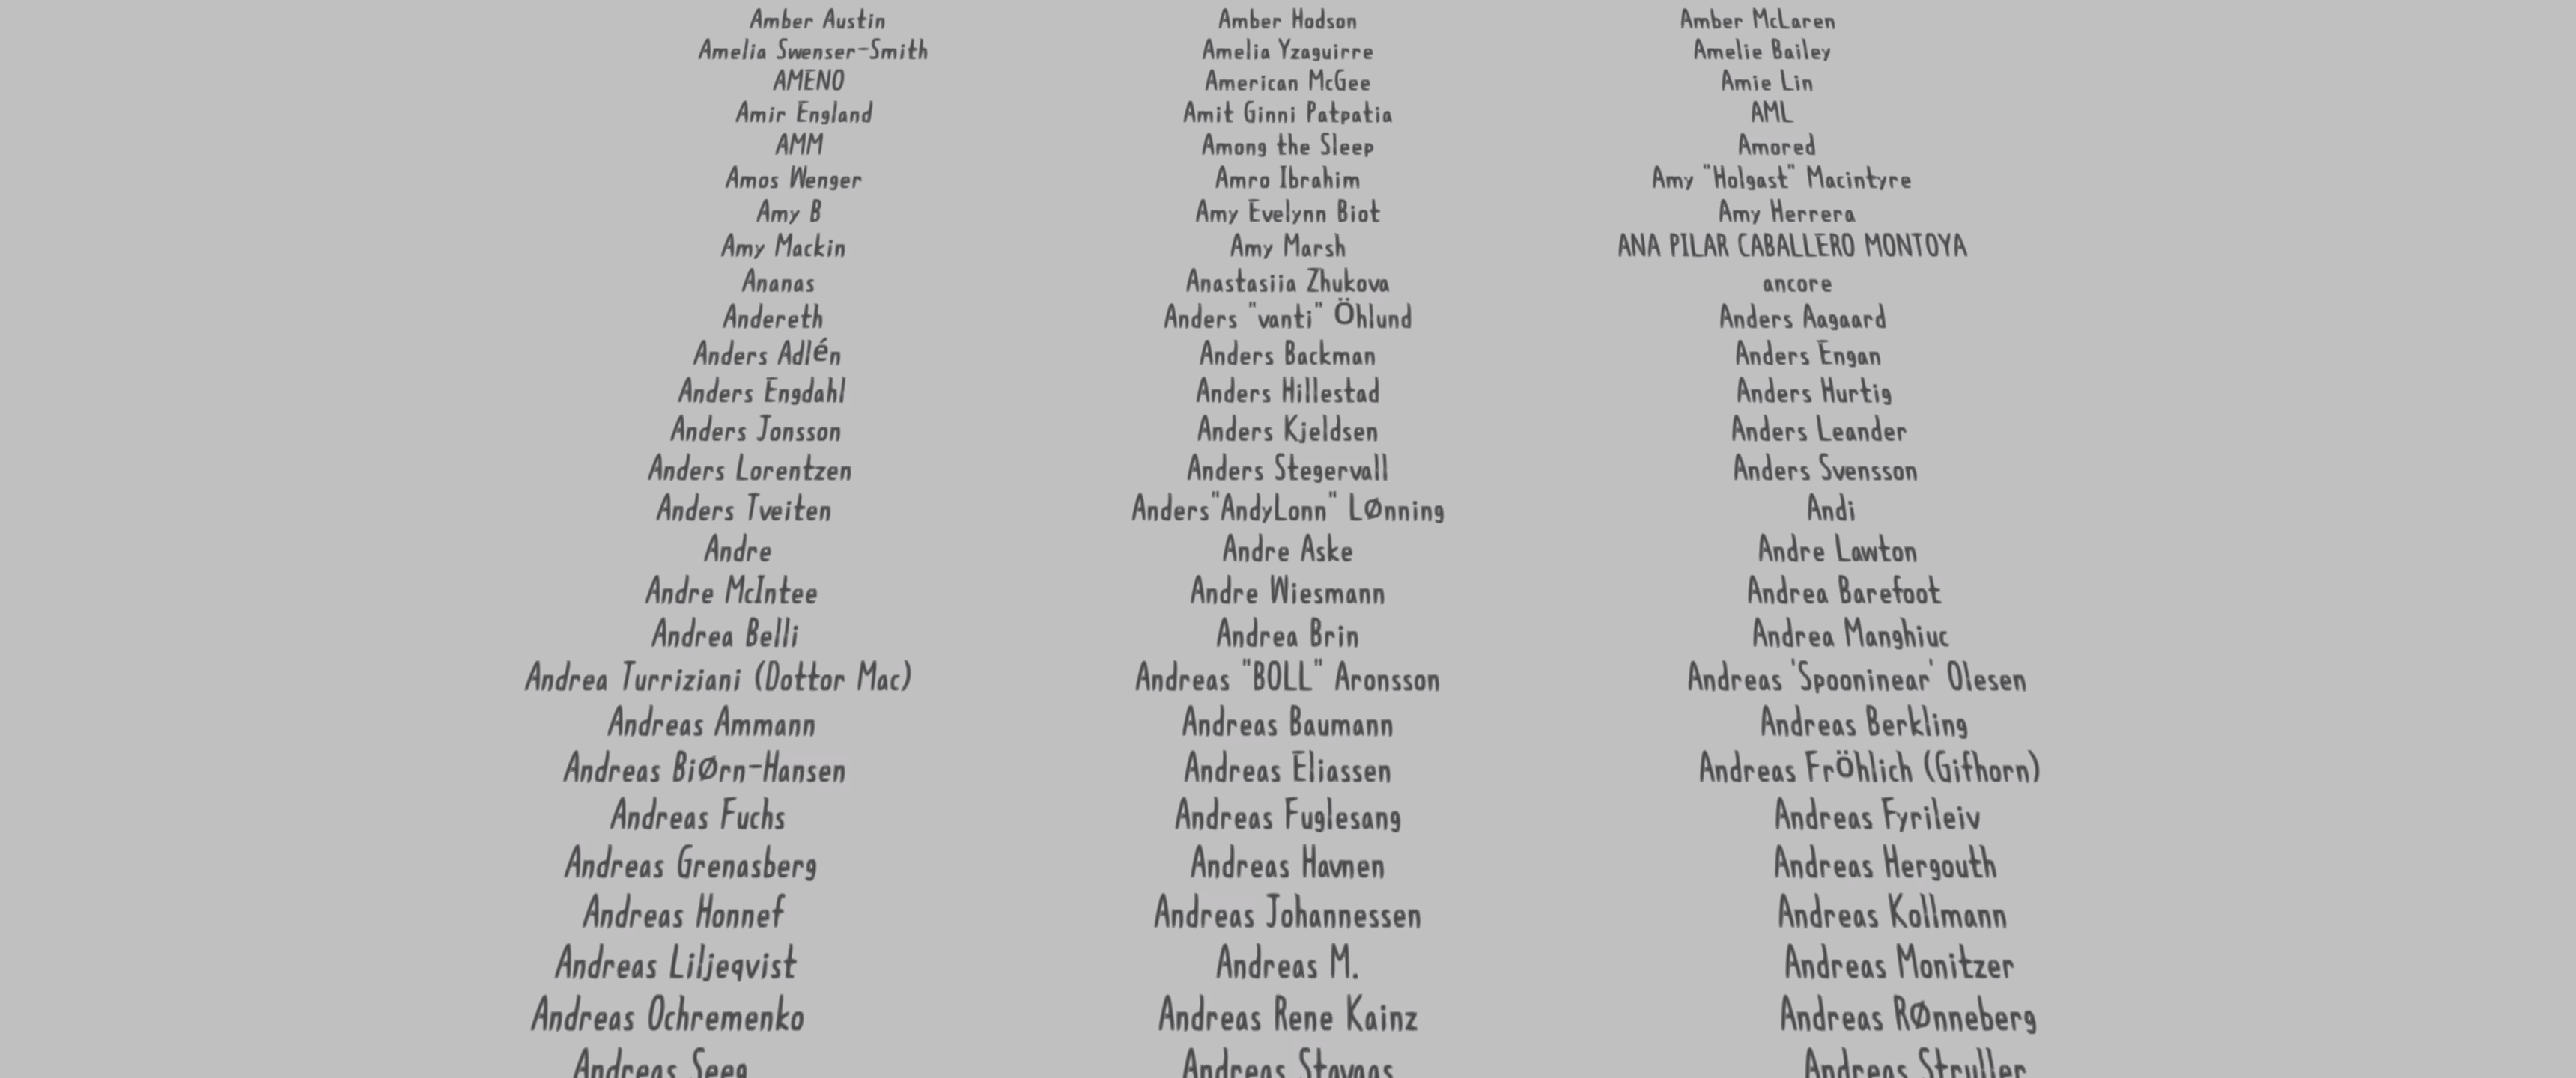 Amber Austin Amber Hodson Amber McLaren
Amelia Swenser-Smith Amelia Yzaguirre Amelie Bailey
AMENO American McGee Amie Lin
Amir England Amit Ginni Patpatia AML
AMM Among the Sleep Amored
Amos Wenger Amro Ibrahim Amy "Holgast" Macintyre
Amy B Amy Evelynn Biot Amy Herrera
Amy Mackin Amy Marsh ANA PILAR CABALLERO MONTOYA
Ananas Anastasiia Zhukova ancore
Andereth Anders "vanti" Öhlund Anders Aagaard
Anders Adlén Anders Backman Anders Engan
Anders Engdahl Anders Hillestad Anders Hurtig
Anders Jonsson Anders Kjeldsen Anders Leander
Anders Lorentzen Anders Stegervall Anders Svensson
Anders Tveiten Anders"AndyLonn" LØnning Andi
Andre Andre Aske Andre Lawton
Andre McIntee Andre Wiesmann Andrea Barefoot
Andrea Belli Andrea Brin Andrea Manghiuc
Andrea Turriziani (Dottor Mac) Andreas "BOLL" Aronsson Andreas 'Spooninear' Olesen
Andreas Ammann Andreas Baumann Andreas Berkling
Andreas BiØrn-Hansen Andreas Eliassen Andreas FrÖhlich (Gifhorn)
Andreas Fuchs Andreas Fuglesang Andreas Fyrileiv
Andreas Grenasberg Andreas Havnen Andreas Hergouth
Andreas Honnef Andreas Johannessen Andreas Kollmann
Andreas Liljeqvist Andreas M. Andreas Monitzer
Andreas Ochremenko Andreas Rene Kainz Andreas RØnneberg
Andreas Seeg Andreas Stavaas Andreas Struller